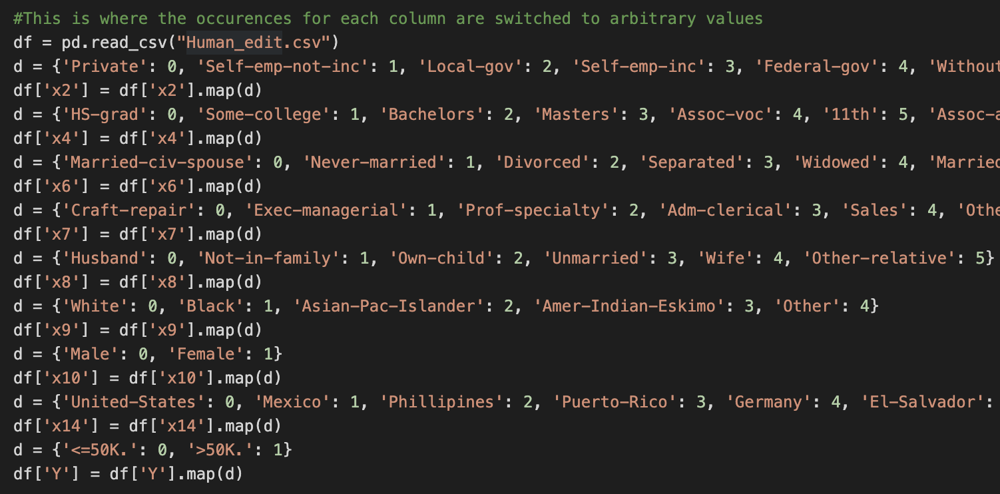 #This is where the occurences for each column are switched to arbitrary values
df = pd.read_csv("Human_edit.csv")
d = {'Private': 0, 'Self-emp-not-inc': 1, 'Local-gov': 2, 'Self-emp-inc': 3, 'Federal-gov': 4, 'Without
df['x2'] = df['x2'].map(d)
d = {'HS-grad': 0, 'Some-college': 1, 'Bachelors': 2, 'Masters': 3, 'Assoc-voc': 4, '11th': 5, 'Assoc-a
df['x4'] = df['x4'].map(d)
d = {'Married-civ-spouse': 0, 'Never-married': 1, 'Divorced': 2, 'Separated': 3, 'Widowed': 4, 'Married
df['x6'] = df['x6'].map(d)
d = {'Craft-repair': 0, 'Exec-managerial': 1, 'Prof-specialty': 2, 'Adm-clerical': 3, 'Sales': 4, 'Othe
df['x7'] = df['x7'].map(d)
d = {'Husband': 0, 'Not-in-family': 1, 'Own-child': 2, 'Unmarried': 3, 'Wife': 4, 'Other-relative': 5}
df['x8'] = df['x8'].map(d)
d = {'White': 0, 'Black': 1, 'Asian-Pac-Islander': 2, 'Amer-Indian-Eskimo': 3, 'Other': 4}
df['x9'] = df['x9'].map(d)
d = {'Male': 0, 'Female': 1}
df['x10'] = df['x10'].map(d)
d = {'United-States': 0, 'Mexico': 1, 'Phillipines': 2, 'Puerto-Rico': 3, 'Germany': 4, 'El-Salvador':
df['x14'] = df['x14'].map(d)
d = {'<=50K.': 0, '>50K.': 1}
df['Y'] = df['Y'].map(d)